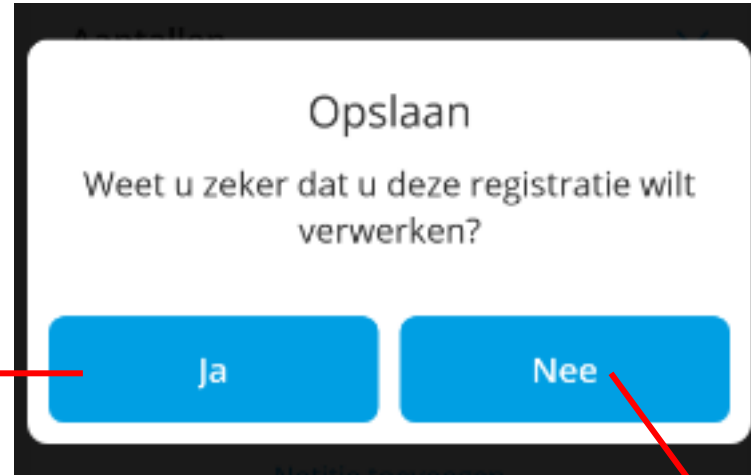 Opslaan
Weet u zeker dat u deze registratie wilt
verwerken?
Ja
Nee